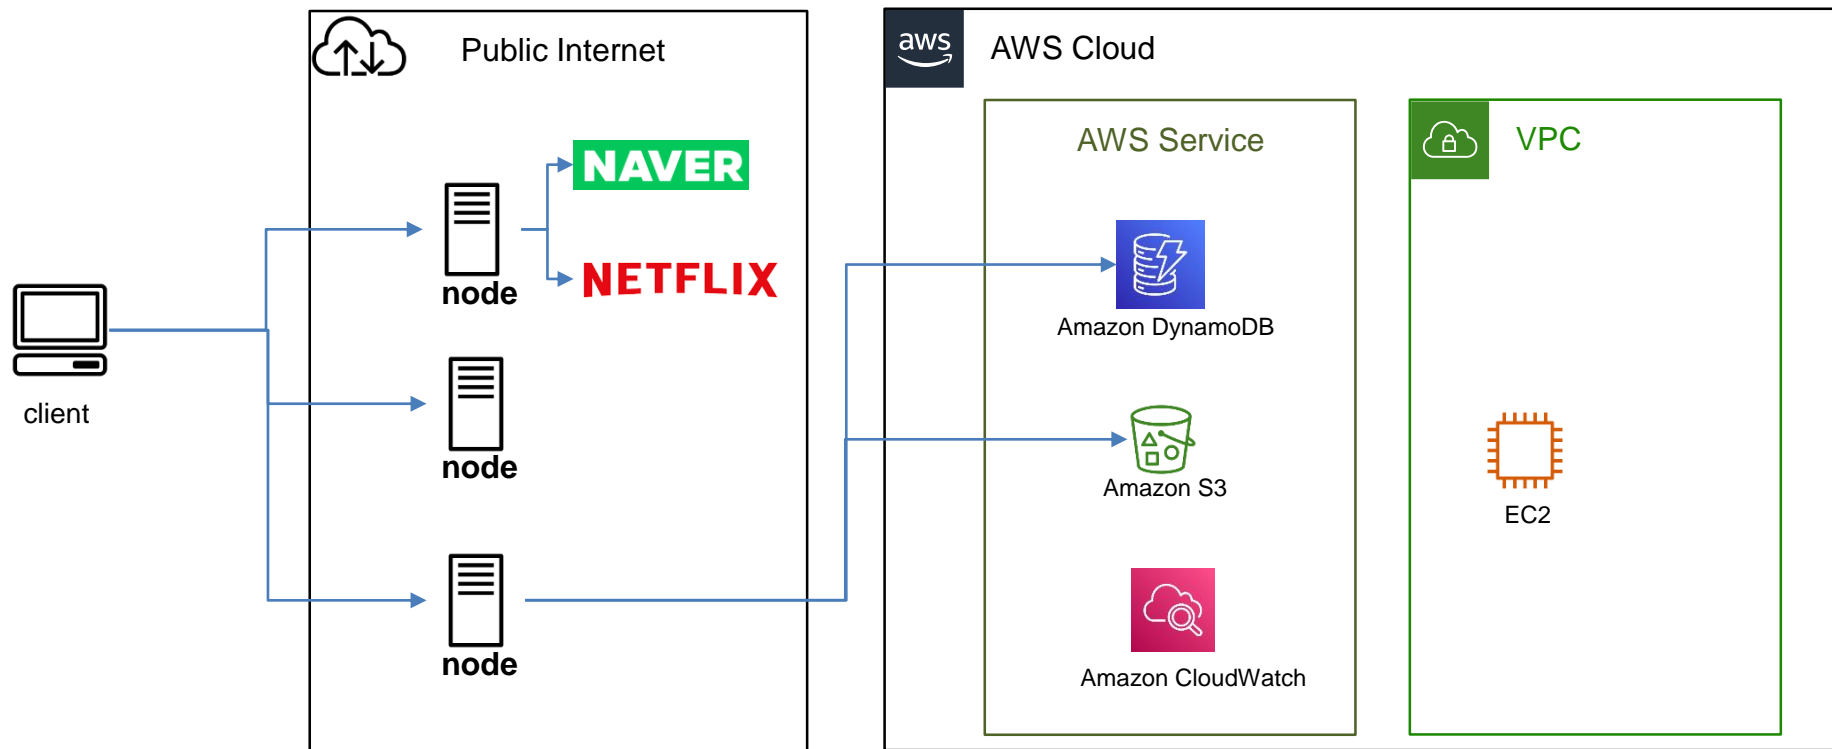 Public Internet
aws
AWS Cloud
AWS Service
VPC
NAVER
NETFLIX
node
Amazon DynamoDB
client
node
Amazon S3
EC2
node
Amazon CloudWatch